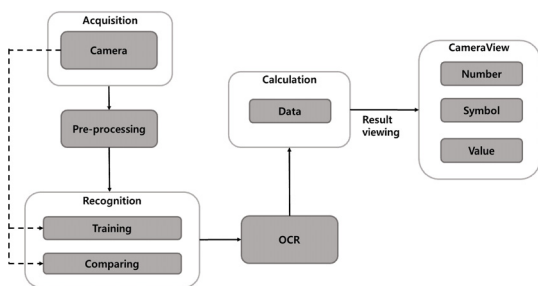 Acquisition
Camera
Pre-processing
Recognition
Training
Comparing
OCR
Calculation
Data
Result
viewing
CameraView
Number
Symbol
Value